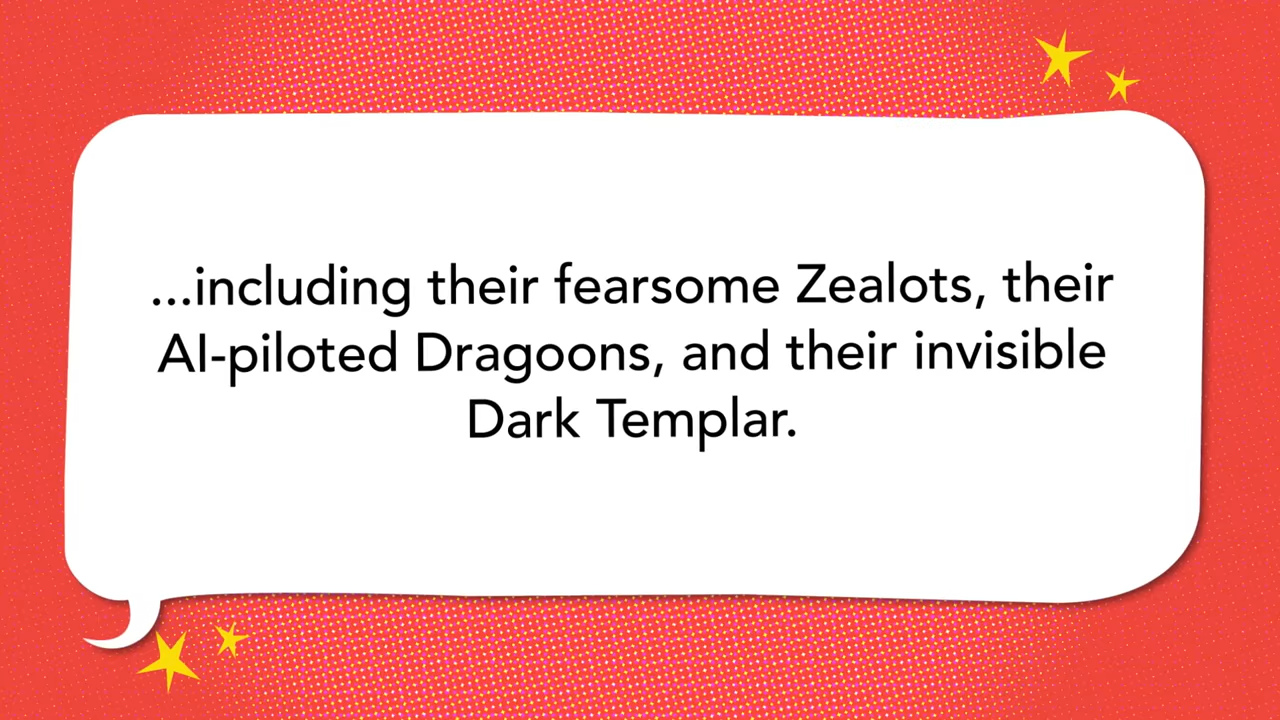 ...including their fearsome Zealots, their
AI-piloted Dragoons, and their invisible
Dark Templar.